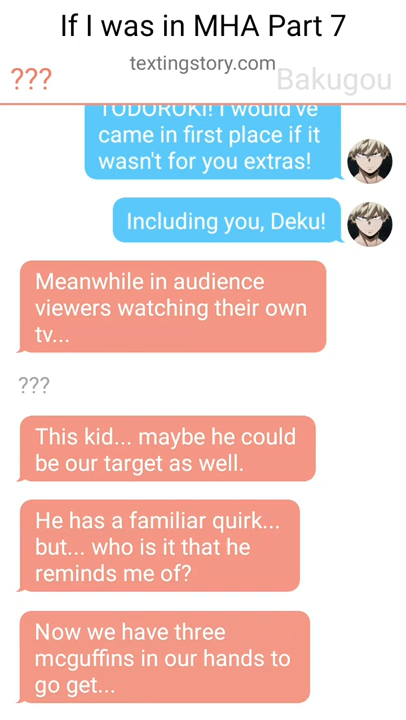 If I was in MHA Part 7
textingstory.com
??? Bakugou
TODOROKI! I would've
came in first place if it
wasn't for you extras!
Including you, Deku!
Meanwhile in audience
viewers watching their own
tv...
???
This kid... maybe he could
be our target as well.
He has a familiar quirk...
but... who is it that he
reminds me of?
Now we have three
mcguffins in our hands to
go get...